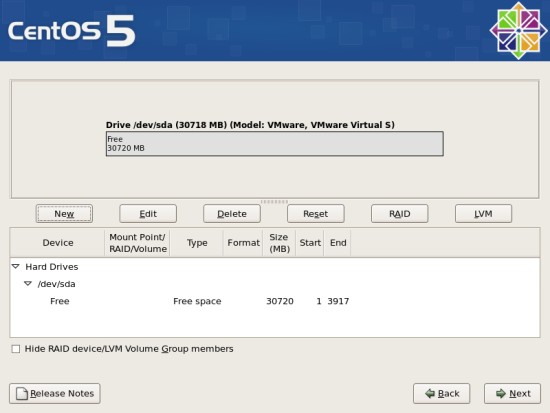 CentOS 5
Drive /dev/sda (30718 MB) (Model: VMware, VMware Virtual S)
Free
30720 MB
New Edit Delete Reset RAID LVM
Device Mount Point/ RAID/Volume Type Format Size (MB) Start End
Hard Drives
/dev/sda
Free Free space 30720 1 3917
Hide RAID device/LVM Volume Group members
Release Notes Back Next